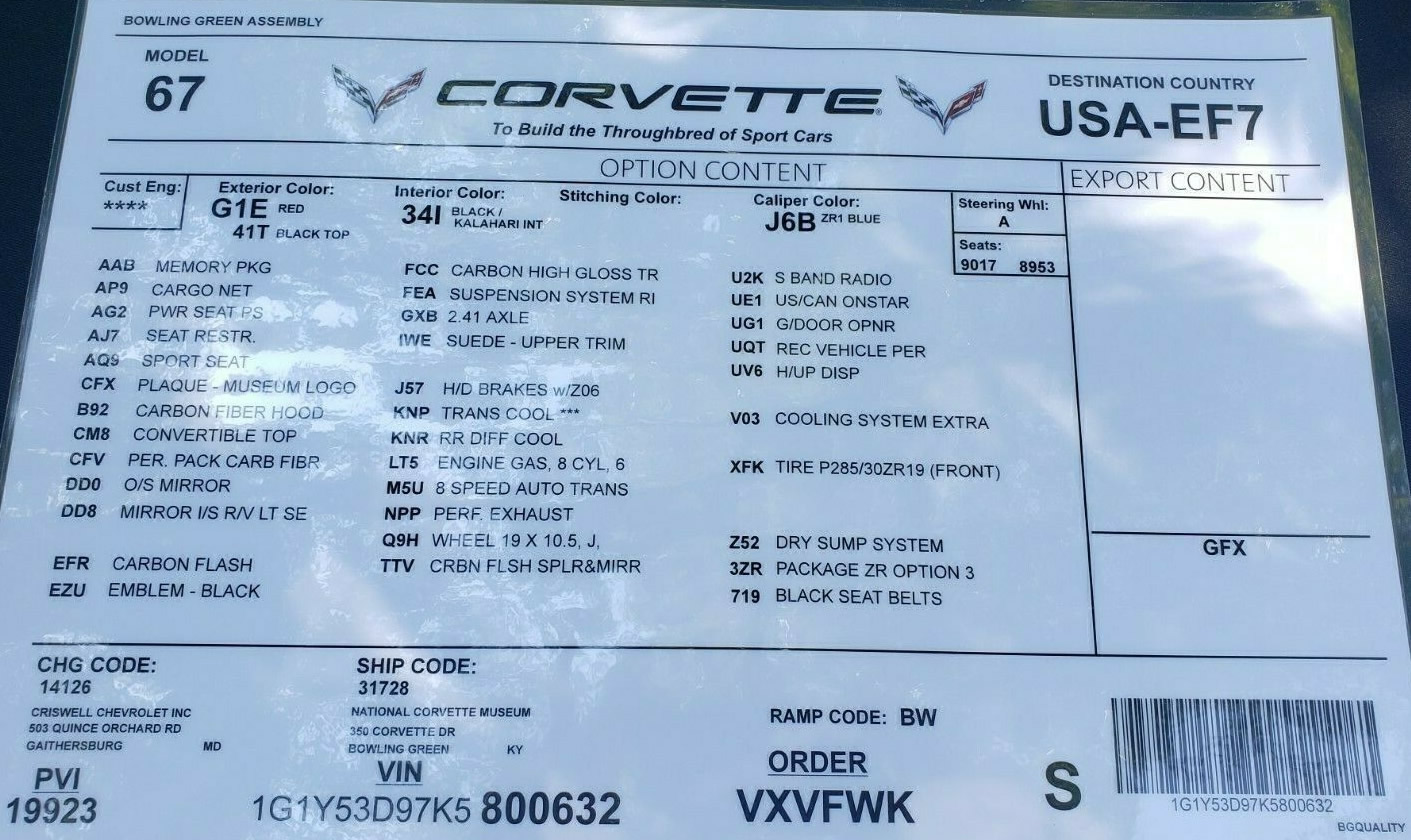 BOWLING GREEN ASSEMBLY
MODEL
67
CORVETTE
To Build the Throughbred of Sport Cars
DESTINATION COUNTRY
USA-EF7
OPTION CONTENT
EXPORT CONTENT
Cust Eng:
****
Exterior Color:
G1E RED
41T BLACK TOP
Interior Color:
34I BLACK /
KALAHARI INT
Stitching Color:
Caliper Color:
J6B ZR1 BLUE
Steering Whl:
A
Seats:
9017 8953
AAB MEMORY PKG
AP9 CARGO NET
AG2 PWR SEAT PS
AJ7 SEAT RESTR.
AQ9 SPORT SEAT
CFX PLAQUE - MUSEUM LOGO
B92 CARBON FIBER HOOD
CM8 CONVERTIBLE TOP
CFV PER. PACK CARB FIBR
DD0 O/S MIRROR
DD8 MIRROR I/S R/V LT SE
EFR CARBON FLASH
EZU EMBLEM - BLACK
FCC CARBON HIGH GLOSS TR
FEA SUSPENSION SYSTEM RI
GXB 2.41 AXLE
IWE SUEDE - UPPER TRIM
J57 H/D BRAKES w/Z06
KNP TRANS COOL ***
KNR RR DIFF COOL
LT5 ENGINE GAS, 8 CYL, 6
M5U 8 SPEED AUTO TRANS
NPP PERF. EXHAUST
Q9H WHEEL 19 X 10.5, J,
TTV CRBN FLSH SPLR&MIRR
U2K S BAND RADIO
UE1 US/CAN ONSTAR
UG1 G/DOOR OPNR
UQT REC VEHICLE PER
UV6 H/UP DISP
V03 COOLING SYSTEM EXTRA
XFK TIRE P285/30ZR19 (FRONT)
Z52 DRY SUMP SYSTEM
3ZR PACKAGE ZR OPTION 3
719 BLACK SEAT BELTS
GFX
CHG CODE:
14126
CRISWELL CHEVROLET INC
503 QUINCE ORCHARD RD
GAITHERSBURG MD
PVI
19923
SHIP CODE:
31728
NATIONAL CORVETTE MUSEUM
350 CORVETTE DR
BOWLING GREEN KY
VIN
1G1Y53D97K5 800632
RAMP CODE: BW
ORDER
VXVFWK
S
1G1Y53D97K5800632
BGQUALITY